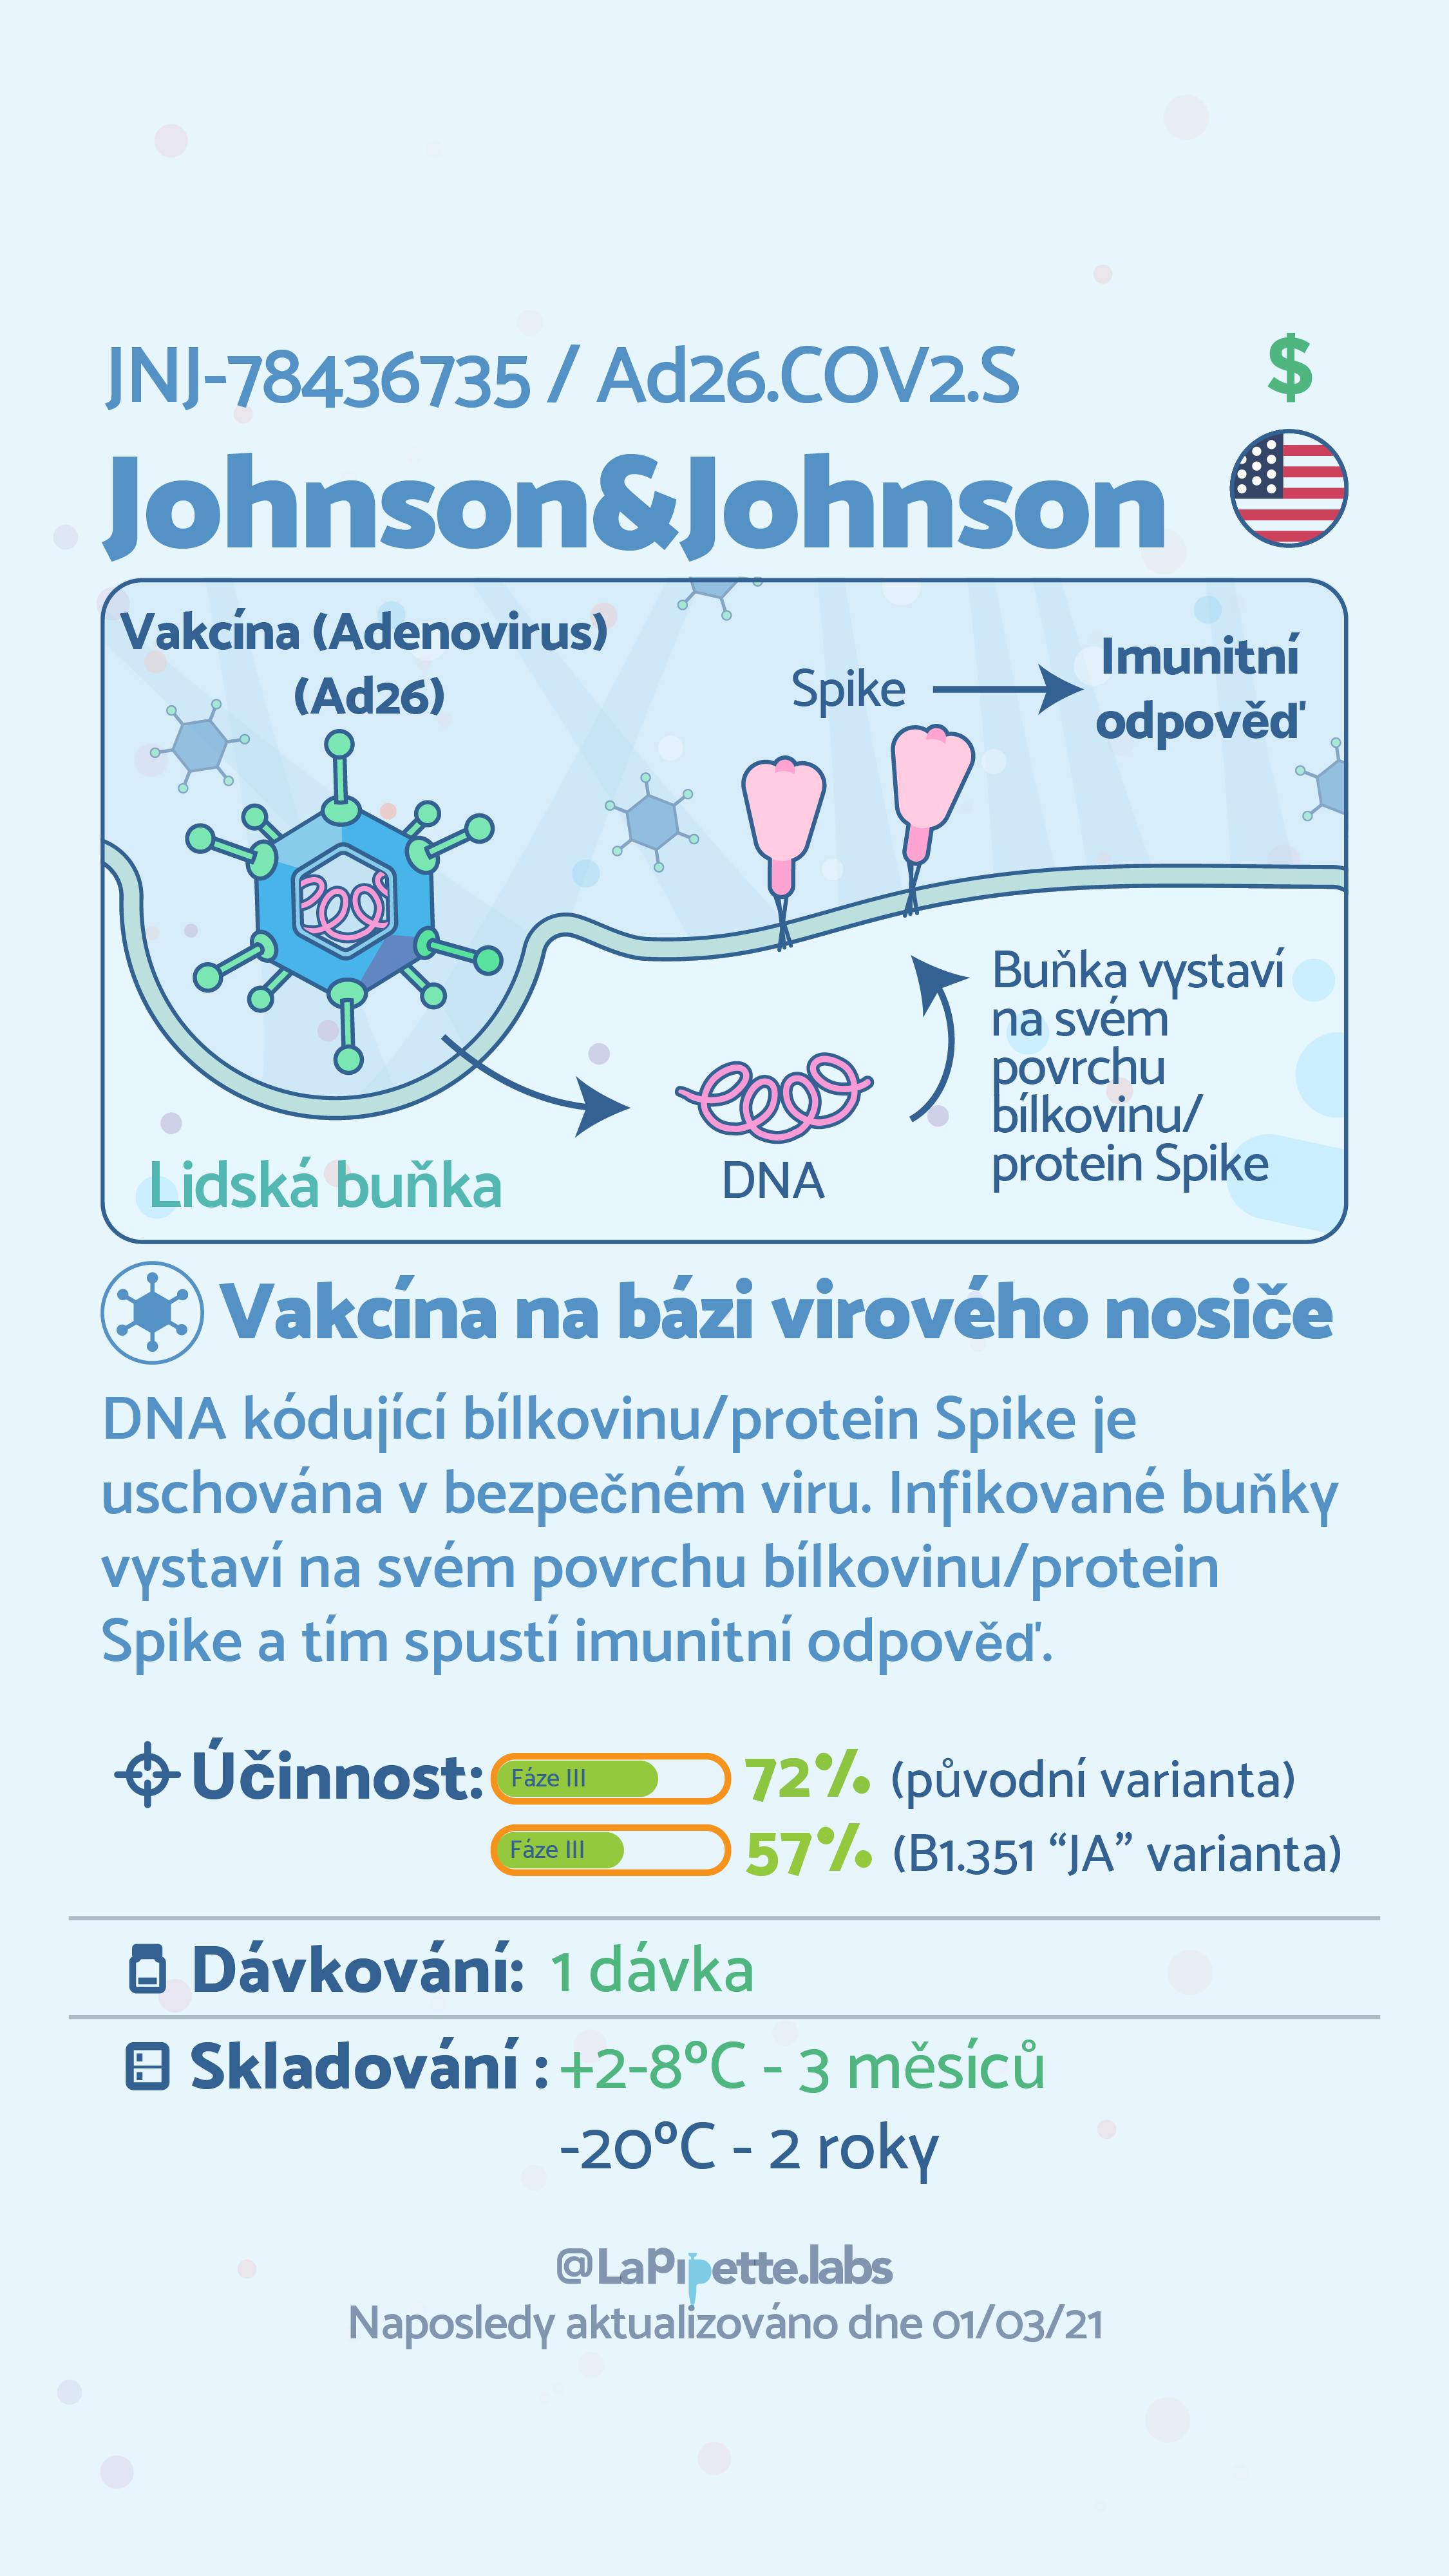 JNJ-78436735 / Ad26.COV2.S
$
Johnson&Johnson
Vakcína (Adenovirus)
(Ad26)
Spike
Imunitní
odpověď
Buňka vystaví
na svém
povrchu
bílkovinu/
protein Spike
DNA
Lidská buňka
Vakcína na bázi virového nosiče
DNA kódující bílkovinu/protein Spike je
uschována v bezpečném viru. Infikované buňky
vystaví na svém povrchu bílkovinu/protein
Spike a tím spustí imunitní odpověď.
Účinnost: Fáze III 72% (původní varianta)
Fáze III 57% (B1.351 “JA” varianta)
Dávkování: 1 dávka
Skladování : +2-8°C - 3 měsíců
-20°C - 2 roky
@LaPipette.labs
Naposledy aktualizováno dne 01/03/21